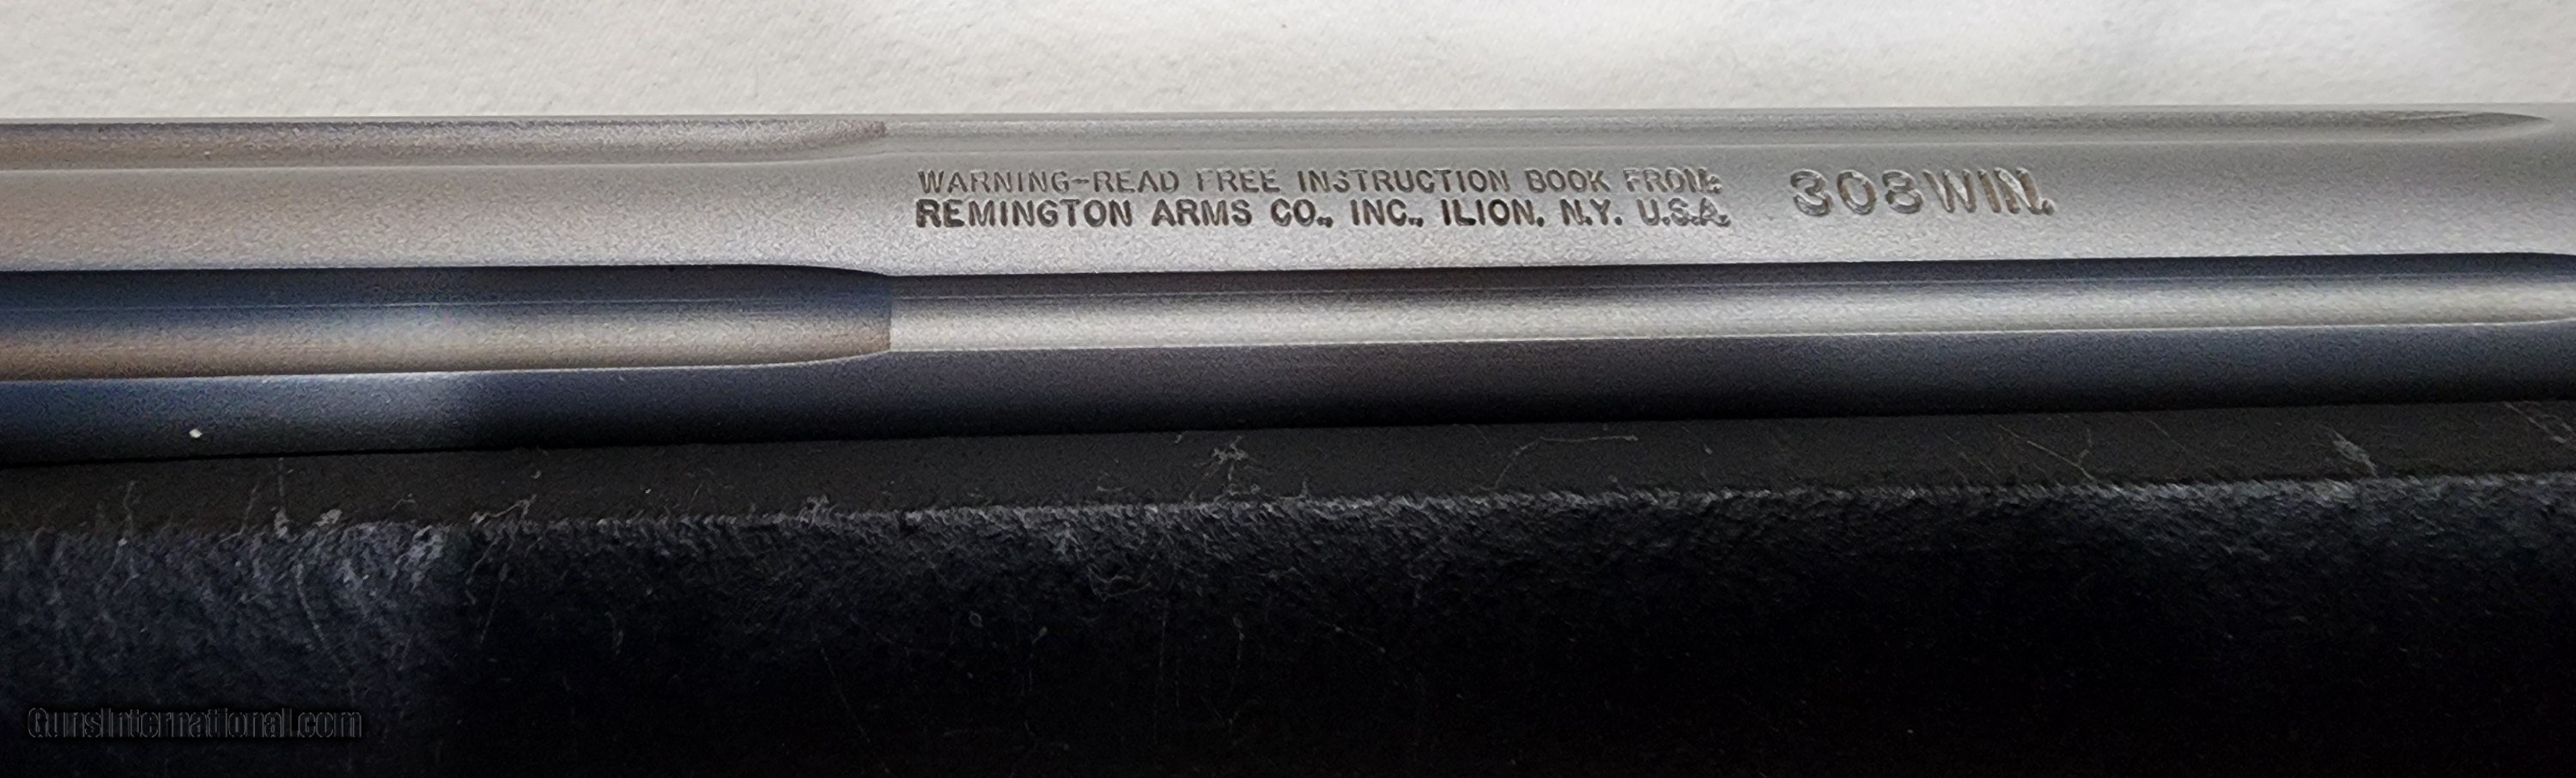 WARNING-READ FREE INSTRUCTION BOOK FROM:
REMINGTON ARMS CO., INC., ILION, N.Y. U.S.A.
308 WIN.
GunsInternational.com